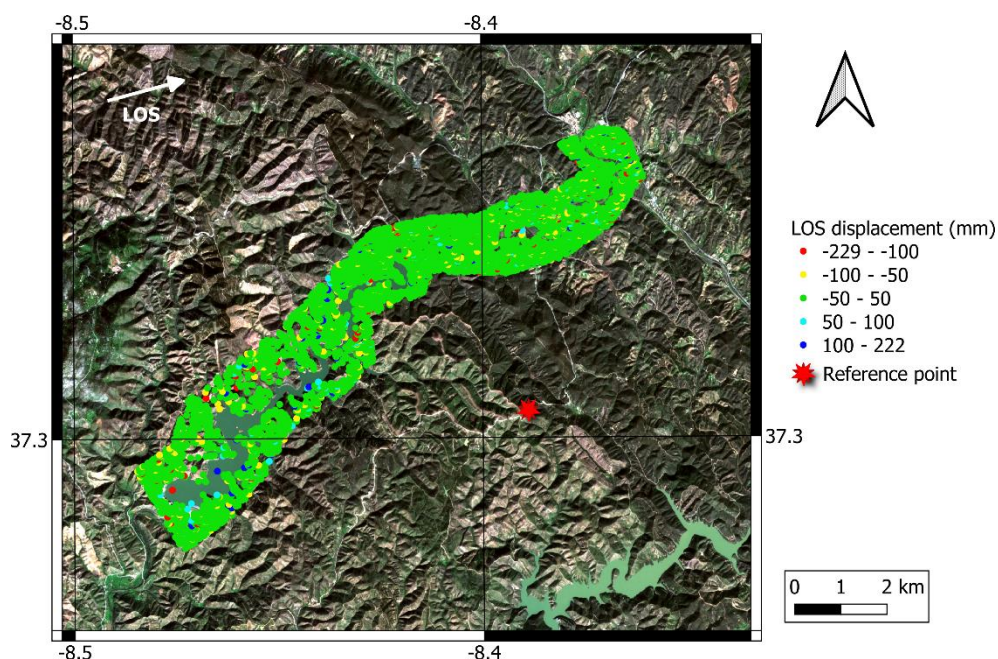 -8.5 -8.4
LOS
37.3 37.3
-8.5 -8.4
LOS displacement (mm)
-229 - -100
-100 - -50
-50 - 50
50 - 100
100 - 222
Reference point
0 1 2 km